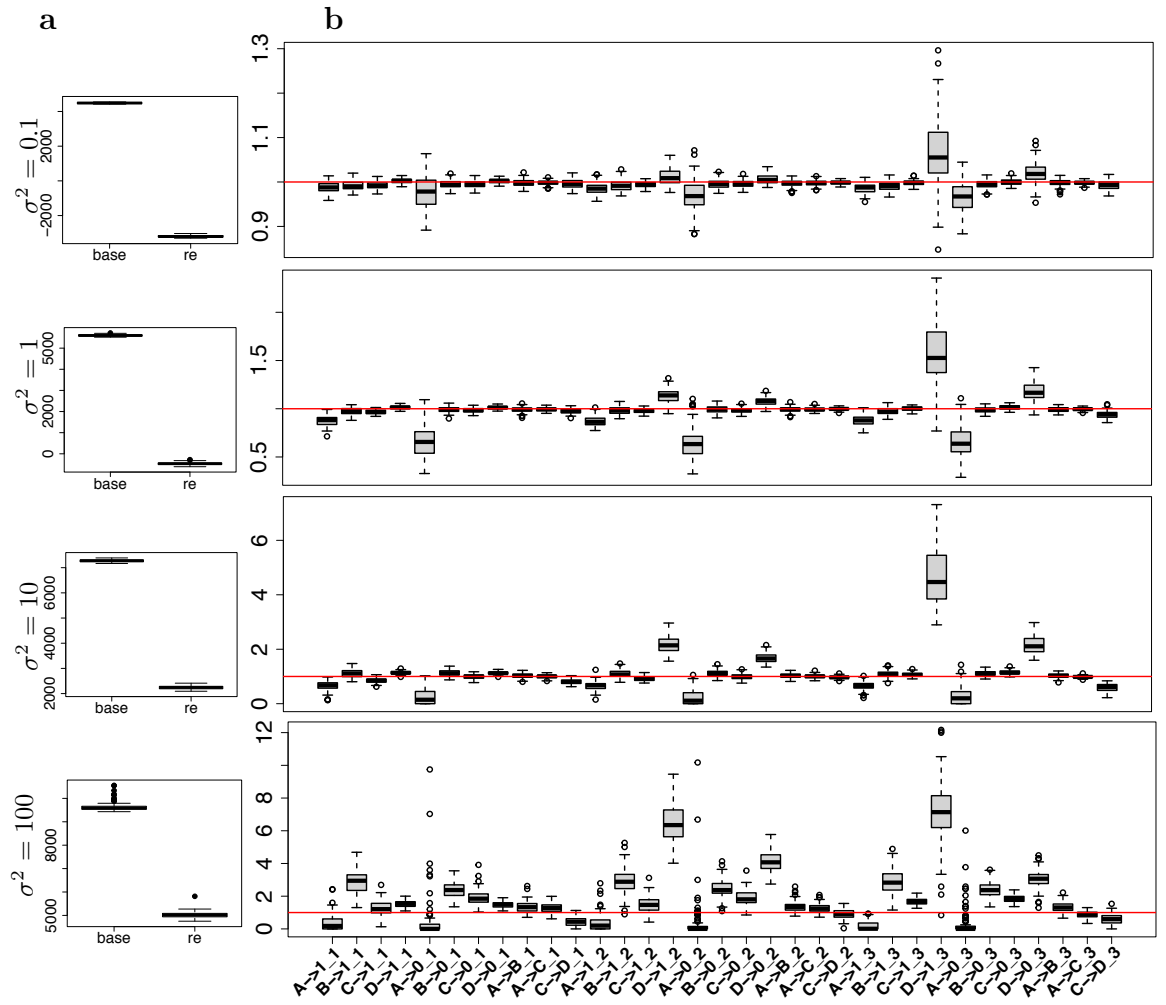 a
b
σ² = 0.1
−2000
2000
base
re
0.9
1.1
1.3
σ² = 1
0
2000
5000
base
re
0.5
1.5
σ² = 10
2000
4000
6000
base
re
0
2
4
6
σ² = 100
5000
8000
base
re
0
2
4
6
8
12
A−>1_1
B−>1_1
C−>1_1
D−>1_1
A−>0_1
B−>0_1
C−>0_1
D−>0_1
A−>B_1
A−>C_1
C−>D_1
A−>1_2
B−>1_2
C−>1_2
D−>1_2
A−>0_2
B−>0_2
C−>0_2
D−>0_2
A−>B_2
A−>C_2
C−>D_2
A−>1_3
B−>1_3
C−>1_3
D−>1_3
A−>0_3
B−>0_3
C−>0_3
D−>0_3
A−>B_3
A−>C_3
C−>D_3